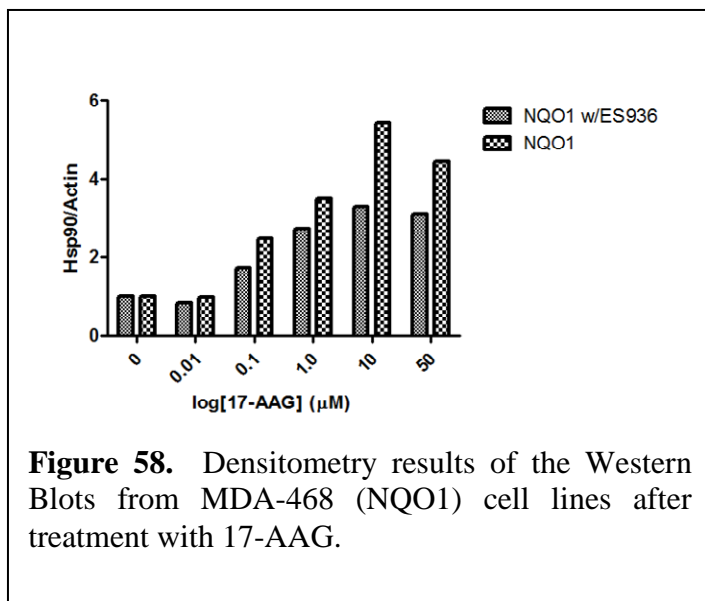 6
4
2
0
Hsp90/Actin
0
0.01
0.1
1.0
10
50
log[17-AAG] (μM)
NQO1 w/ES936
NQO1
Figure 58. Densitometry results of the Western
Blots from MDA-468 (NQO1) cell lines after
treatment with 17-AAG.